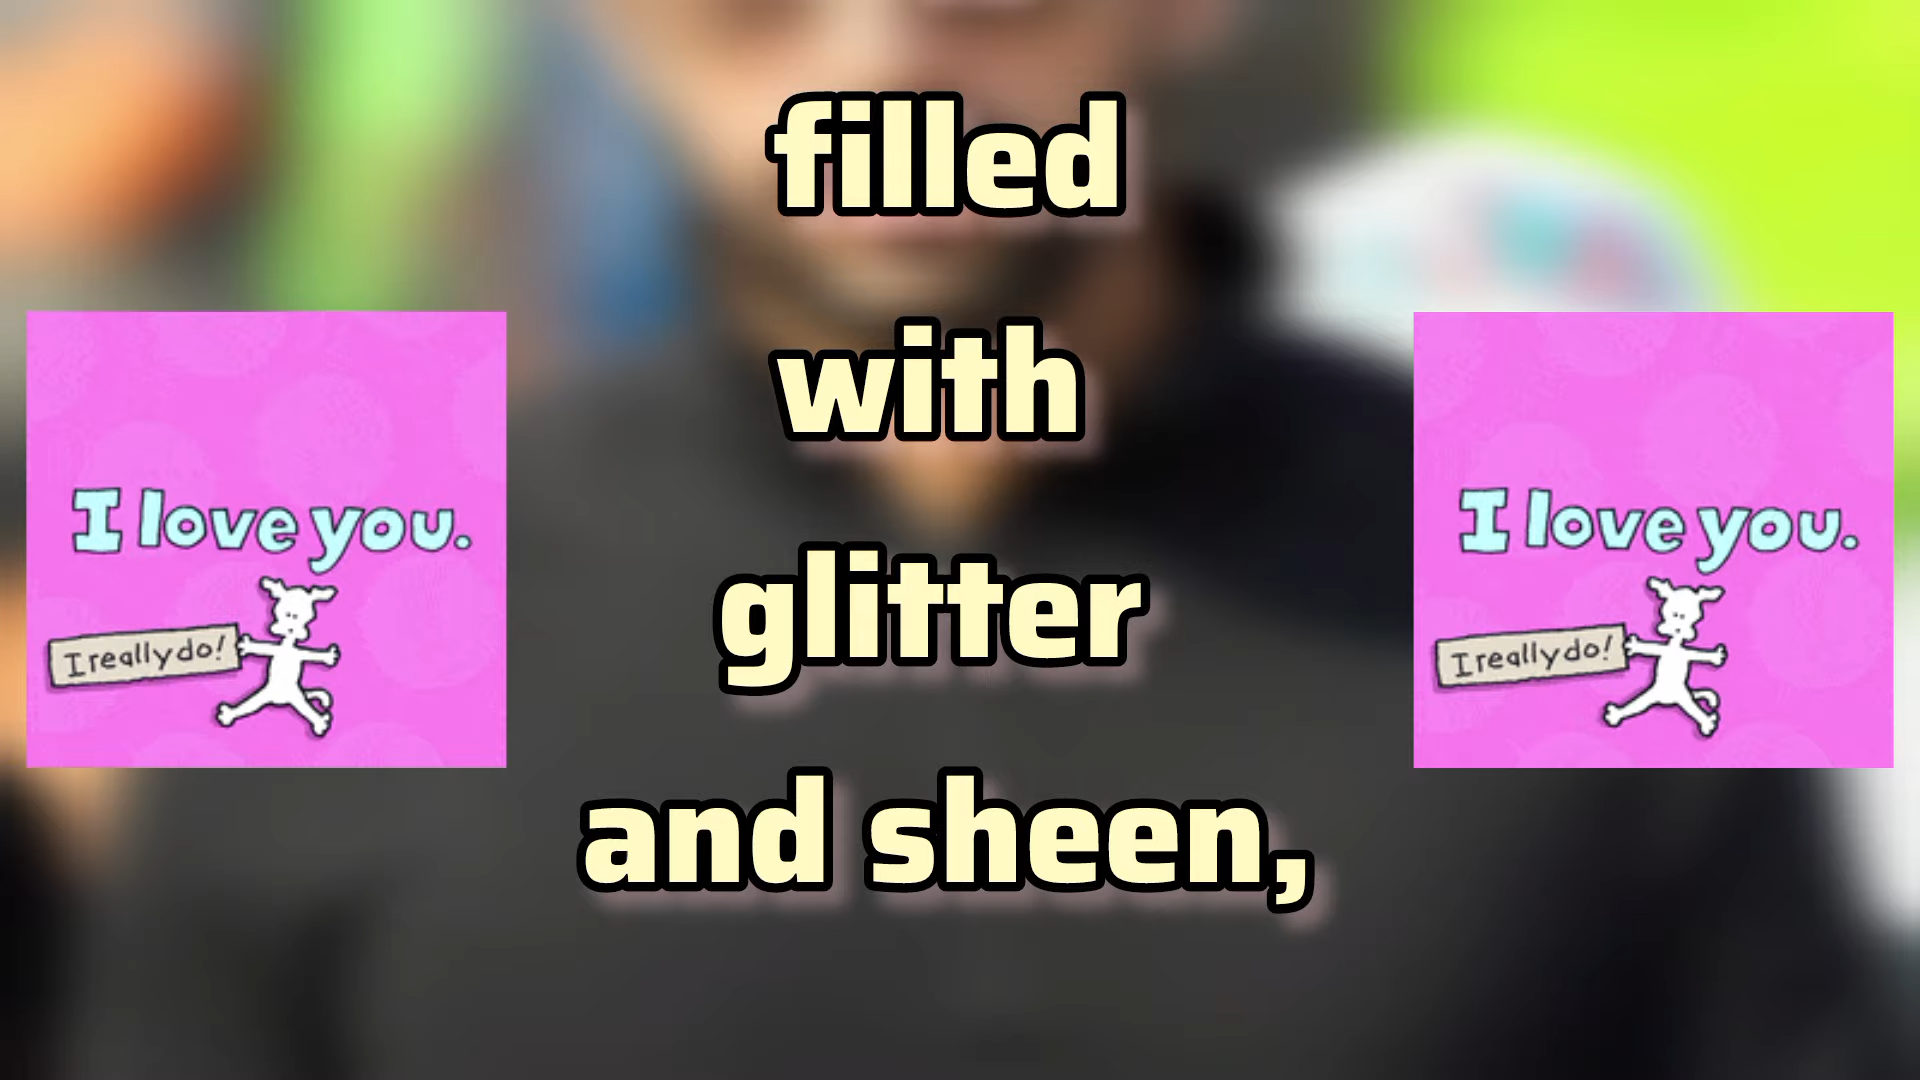 filled
with
glitter
and sheen,
I love you.
I really do!
I love you.
I really do!